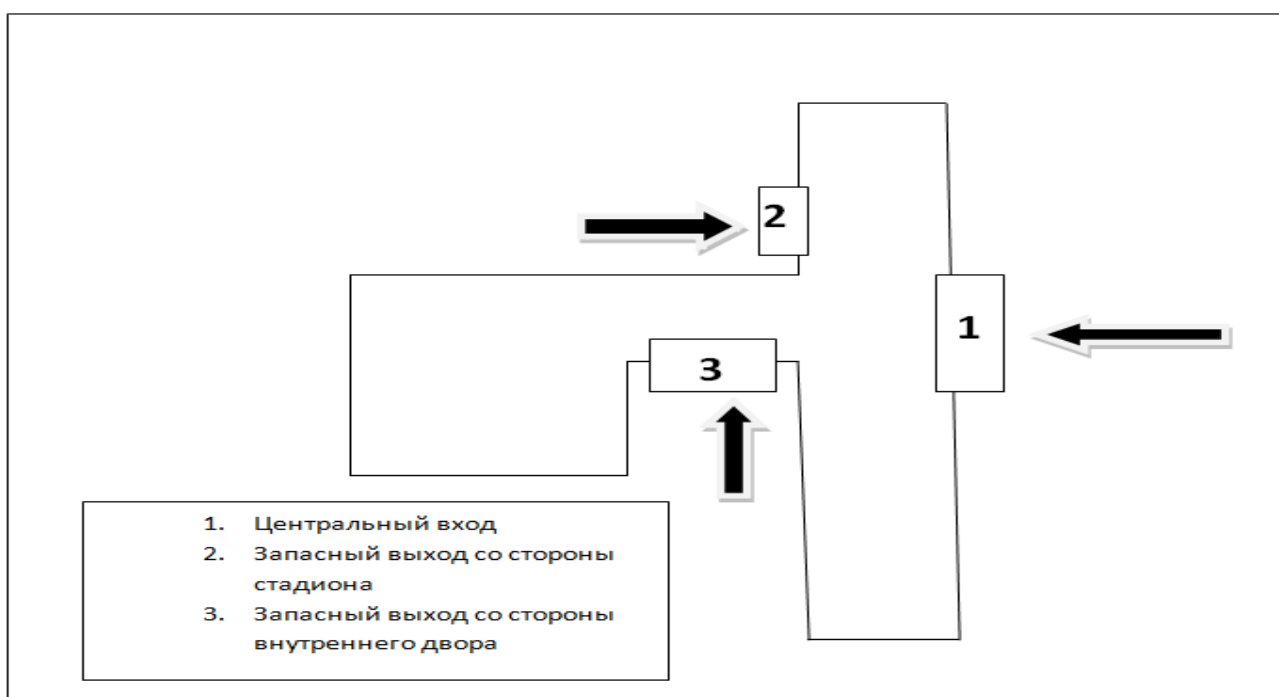 2
1
3
1. Центральный вход
2. Запасный выход со стороны
стадиона
3. Запасный выход со стороны
внутреннего двора